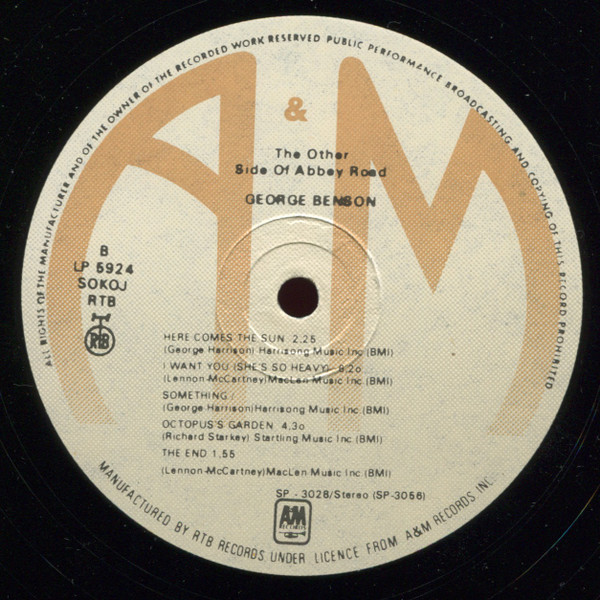 ALL RIGHTS OF THE MANUFACTURER AND OF THE OWNER OF THE RECORDED WORK RESERVED PUBLIC PERFORMANCE BROADCASTING AND COPYING OF THIS RECORD PROHIBITED
A & M
The Other
Side Of Abbey Road
GEORGE BENSON
B
LP 5924
SOKOJ
RTB
RTB
HERE COMES THE SUN 2.25
(George Harrison) Harrisong Music Inc (BMI)
I WANT YOU (SHE'S SO HEAVY) 6.2o
(Lennon-McCartney)MacLen Music Inc (BMI)
SOMETHING /
(George Harrison)Harrisong Music Inc (BMI)
OCTOPUS'S GARDEN 4.3o
(Richard Starkey) Startling Music Inc (BMI)
THE END 1.55
(Lennon-McCartney)MacLen Music Inc (BMI)
SP - 3028/Stereo (SP-3056)
A&M
RECORDS
MANUFACTURED BY RTB RECORDS UNDER LICENCE FROM A&M RECORDS INC.